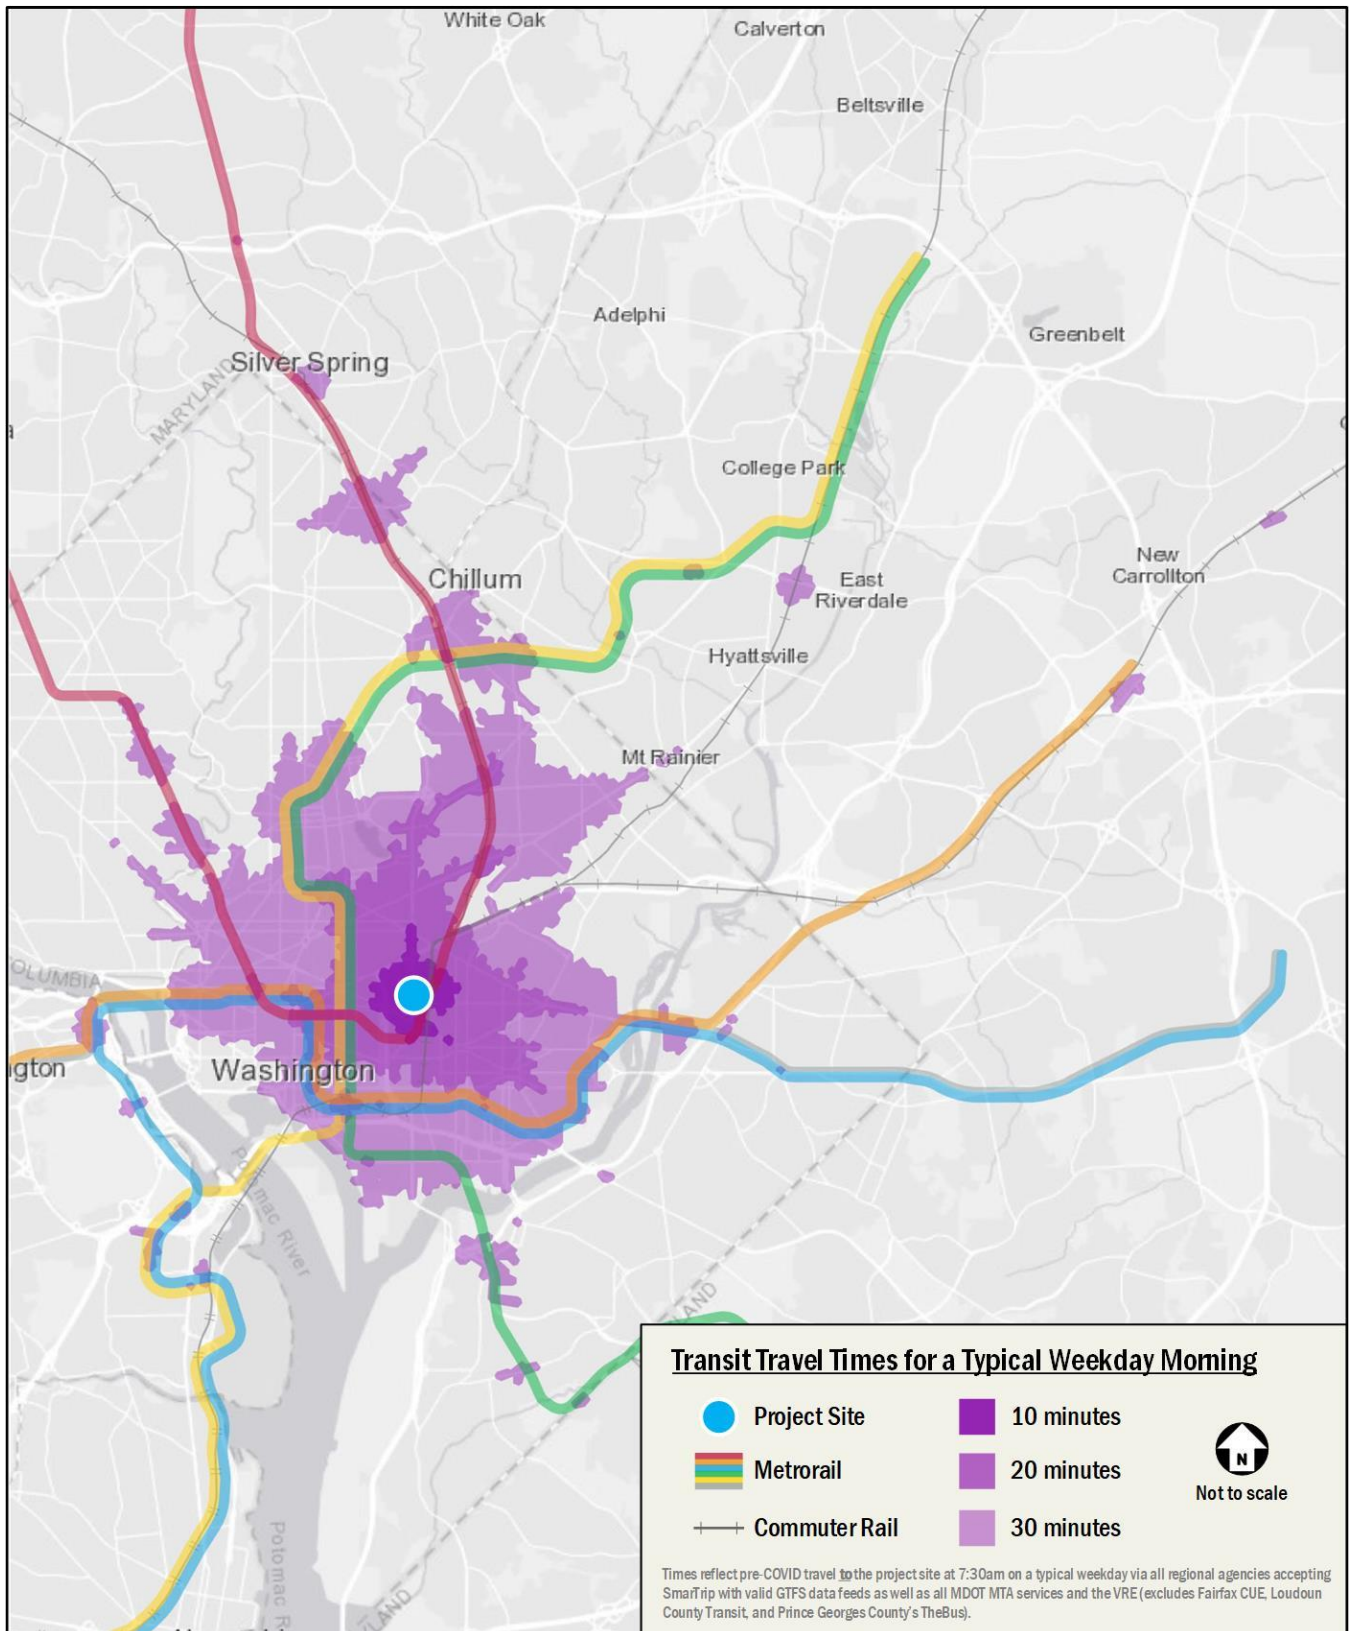 White Oak
Calverton
Beltsville
Adelphi
Greenbelt
Silver Spring
MARYLAND
College Park
New
Carrollton
Chillum
East
Riverdale
Hyattsville
Mt Rainier
OLUMBIA
Washington
gton
Potomac River
LAND
Transit Travel Times for a Typical Weekday Morning
Project Site
10 minutes
Metrorail
20 minutes
N
Not to scale
Commuter Rail
30 minutes
Times reflect pre-COVID travel to the project site at 7:30am on a typical weekday via all regional agencies accepting
SmarTrip with valid GTFS data feeds as well as all MDOT MTA services and the VRE (excludes Fairfax CUE, Loudoun
County Transit, and Prince Georges County's TheBus).
Potomac R
LAND